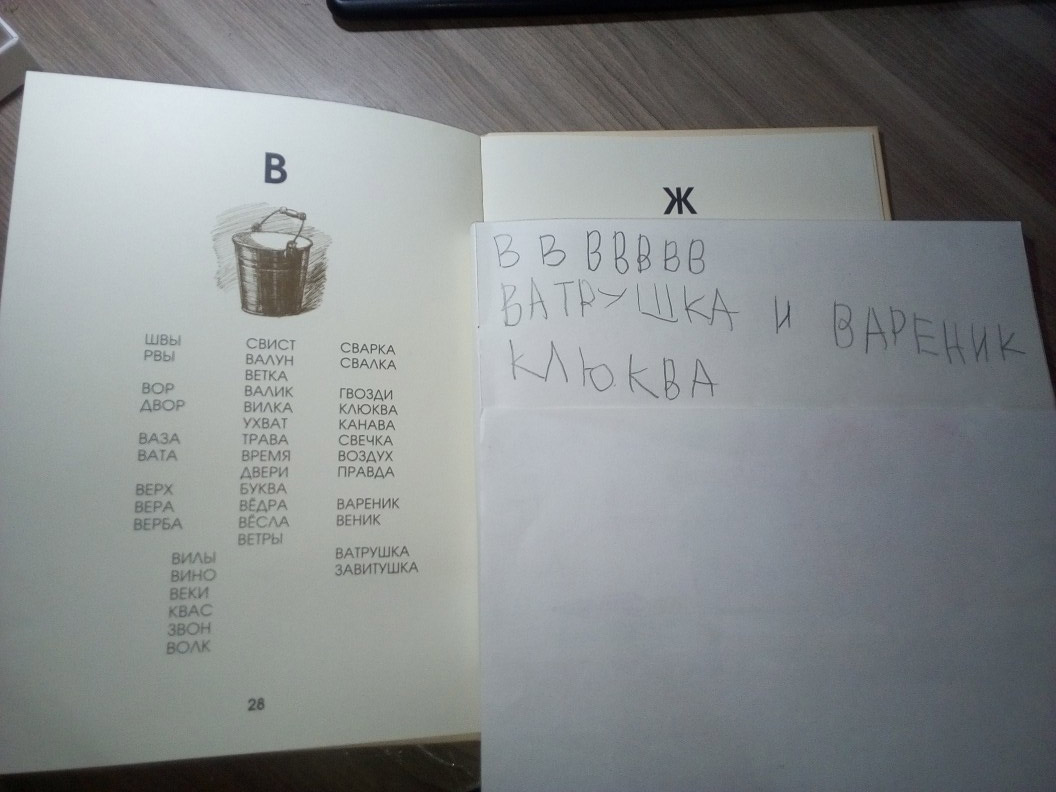 В
ШВЫ
РВЫ
ВОР
ДВОР
ВАЗА
ВАТА
ВЕРХ
ВЕРА
ВЕРБА
ВИЛЫ
ВИНО
ВЕКИ
КВАС
ЗВОН
ВОЛК
СВИСТ
ВАЛУН
ВЕТКА
ВАЛИК
ВИЛКА
УХВАТ
ТРАВА
ВРЕМЯ
ДВЕРИ
БУКВА
ВЁДРА
ВЁСЛА
ВЕТРЫ
СВАРКА
СВАЛКА
ГВОЗДИ
КЛЮКВА
КАНАВА
СВЕЧКА
ВОЗДУХ
ПРАВДА
ВАРЕНИК
ВЕНИК
ВАТРУШКА
ЗАВИТУШКА
28
Ж
В В В В В В В
ВАТРУШКА И ВАРЕНИК
КЛЮКВА